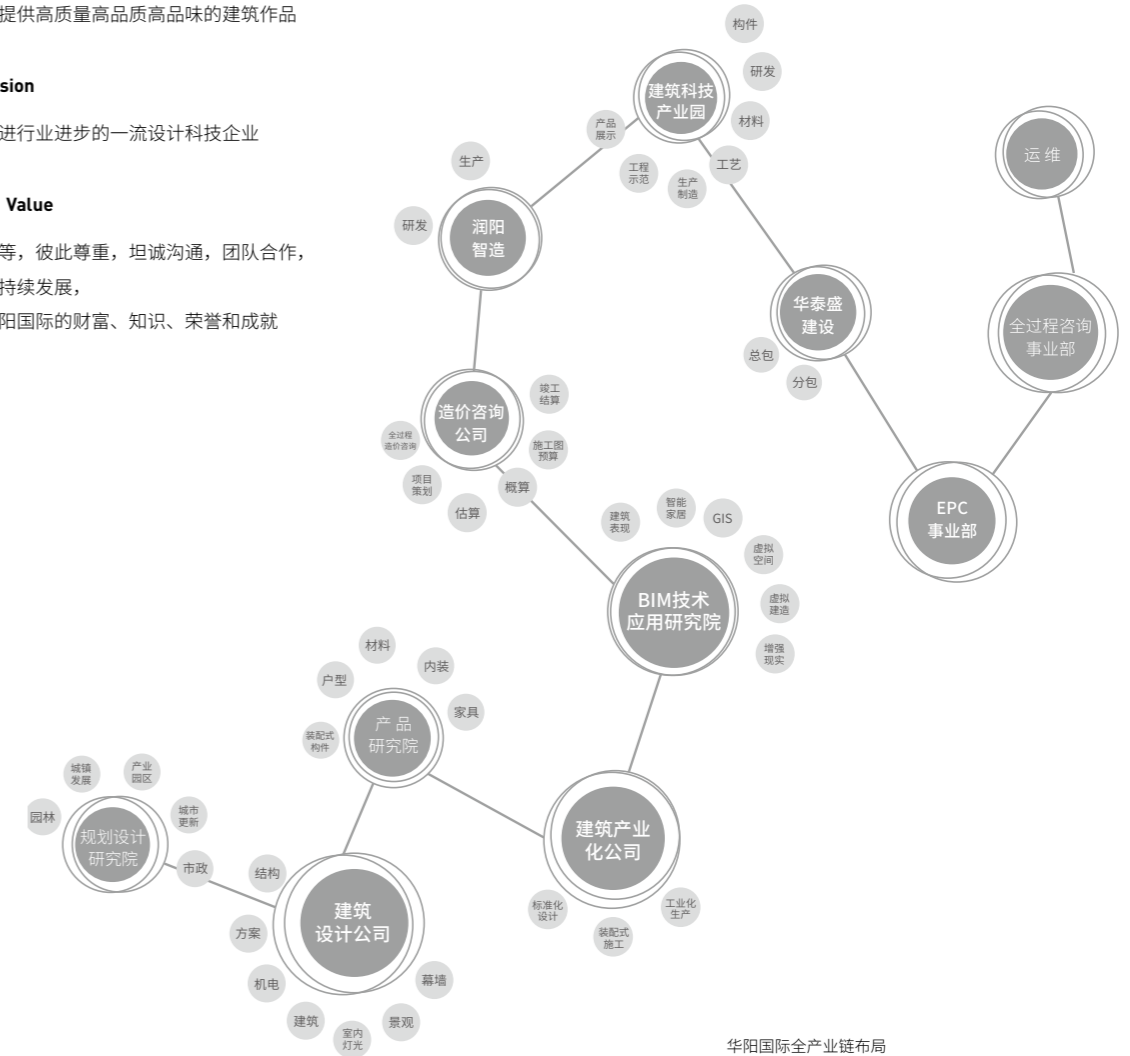 提供高质量高品质高品味的建筑作品
sion
进行业进步的一流设计科技企业
Value
等，彼此尊重，坦诚沟通，团队合作，
持续发展，
阳国际的财富、知识、荣誉和成就
构件
研发
材料
工艺
建筑科技
产业园
产品
展示
工程
示范
生产
制造
运 维
生产
研发
润阳
智造
华泰盛
建设
总包
分包
全过程咨询
事业部
造价咨询
公司
竣工
结算
施工图
预算
概算
估算
项目
策划
全过程
造价咨询
EPC
事业部
建筑
表现
智能
家居
GIS
虚拟
空间
虚拟
建造
增强
现实
BIM技术
应用研究院
材料
内装
户型
家具
装配式
构件
产 品
研究院
城镇
发展
产业
园区
园林
城市
更新
市政
规划设计
研究院
建筑产业
化公司
标准化
设计
装配式
施工
工业化
生产
结构
方案
机电
建筑
室内
灯光
景观
幕墙
建筑
设计公司
华阳国际全产业链布局